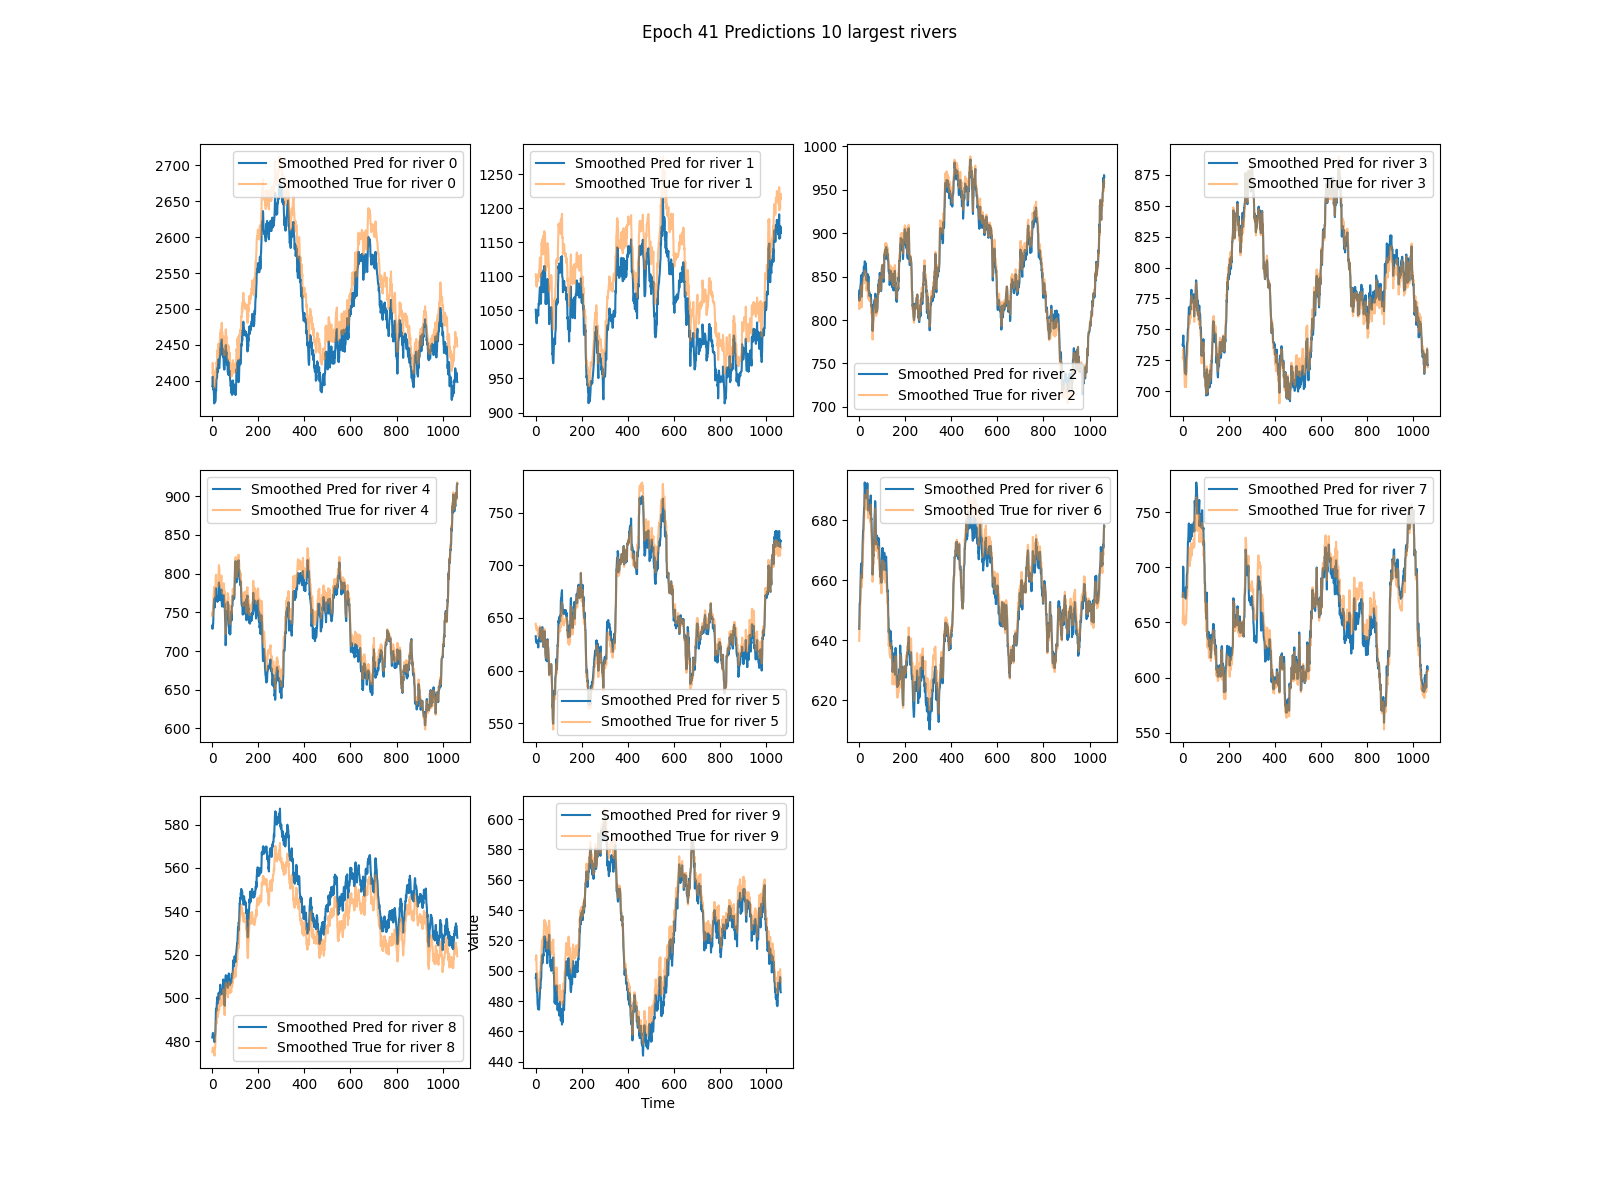 Epoch 41 Predictions 10 largest rivers
Smoothed Pred for river 0
Smoothed True for river 0
2700
2650
2600
2550
2500
2450
2400
0 200 400 600 800 1000
Smoothed Pred for river 1
Smoothed True for river 1
1250
1200
1150
1100
1050
1000
950
900
0 200 400 600 800 1000
1000
950
900
850
800
750
700
Smoothed Pred for river 2
Smoothed True for river 2
0 200 400 600 800 1000
Smoothed Pred for river 3
Smoothed True for river 3
875
850
825
800
775
750
725
700
0 200 400 600 800 1000
Smoothed Pred for river 4
Smoothed True for river 4
900
850
800
750
700
650
600
0 200 400 600 800 1000
750
700
650
600
550
Smoothed Pred for river 5
Smoothed True for river 5
0 200 400 600 800 1000
Smoothed Pred for river 6
Smoothed True for river 6
680
660
640
620
0 200 400 600 800 1000
Smoothed Pred for river 7
Smoothed True for river 7
750
700
650
600
550
0 200 400 600 800 1000
580
560
540
520
500
480
Smoothed Pred for river 8
Smoothed True for river 8
0 200 400 600 800 1000
Value
Smoothed Pred for river 9
Smoothed True for river 9
600
580
560
540
520
500
480
460
440
0 200 400 600 800 1000
Time